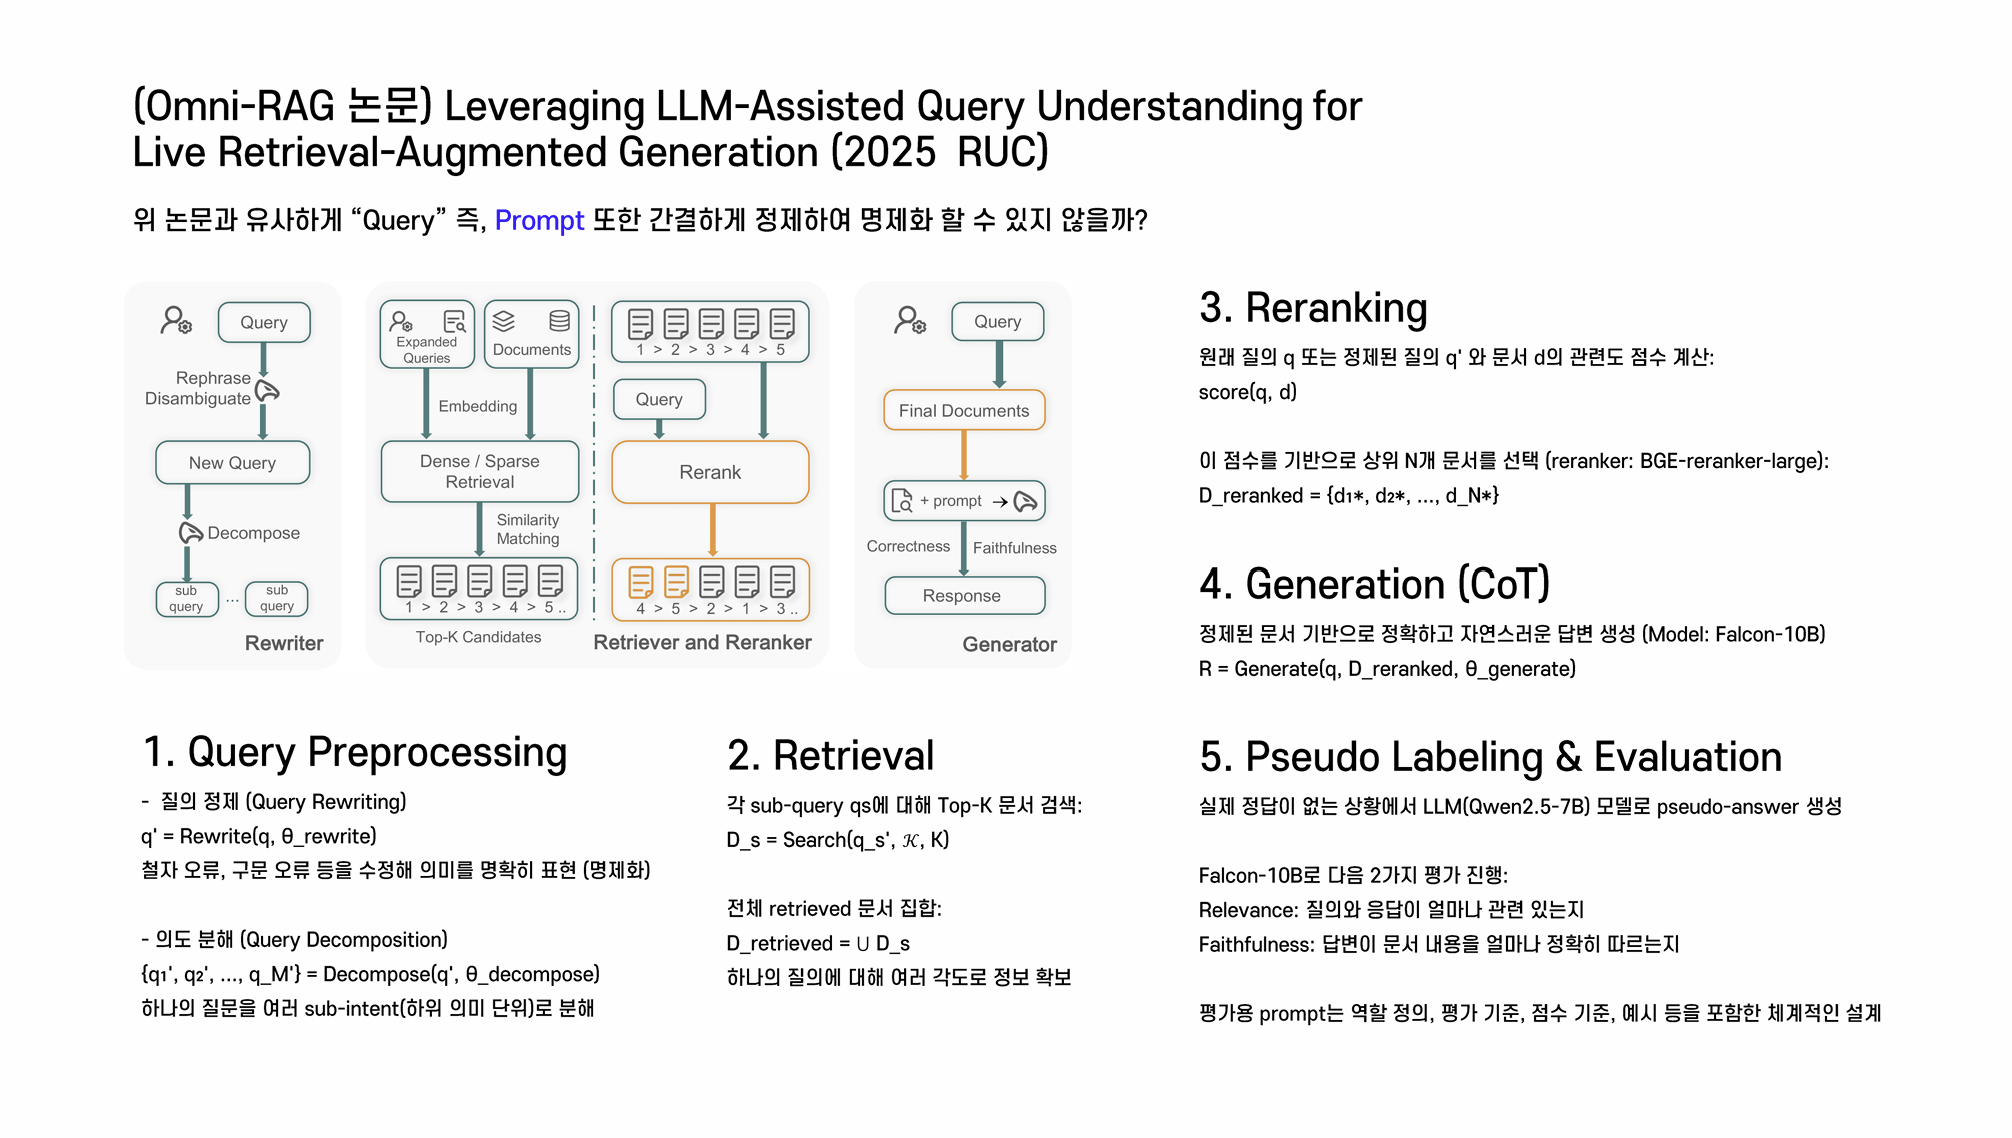 (Omni-RAG 논문) Leveraging LLM-Assisted Query Understanding for
Live Retrieval-Augmented Generation (2025 RUC)
위 논문과 유사하게 “Query” 즉, Prompt 또한 간결하게 정제하여 명제화 할 수 있지 않을까?
Query
Rephrase
Disambiguate
New Query
Decompose
sub
query
...
sub
query
Rewriter
Expanded
Queries
Documents
Embedding
Dense / Sparse
Retrieval
Similarity
Matching
1 > 2 > 3 > 4 > 5 ..
Top-K Candidates
1 > 2 > 3 > 4 > 5
Query
Rerank
4 > 5 > 2 > 1 > 3 ..
Retriever and Reranker
Query
Final Documents
+ prompt →
Correctness
Faithfulness
Response
Generator
1. Query Preprocessing
- 질의 정제 (Query Rewriting)
q' = Rewrite(q, θ_rewrite)
철자 오류, 구문 오류 등을 수정해 의미를 명확히 표현 (명제화)
- 의도 분해 (Query Decomposition)
{q₁', q₂', ..., q_M'} = Decompose(q', θ_decompose)
하나의 질문을 여러 sub-intent(하위 의미 단위)로 분해
2. Retrieval
각 sub-query qs에 대해 Top-K 문서 검색:
D_s = Search(q_s', 𝒦, K)
전체 retrieved 문서 집합:
D_retrieved = ∪ D_s
하나의 질의에 대해 여러 각도로 정보 확보
3. Reranking
원래 질의 q 또는 정제된 질의 q' 와 문서 d의 관련도 점수 계산:
score(q, d)
이 점수를 기반으로 상위 N개 문서를 선택 (reranker: BGE-reranker-large):
D_reranked = {d₁*, d₂*, ..., d_N*}
4. Generation (CoT)
정제된 문서 기반으로 정확하고 자연스러운 답변 생성 (Model: Falcon-10B)
R = Generate(q, D_reranked, θ_generate)
5. Pseudo Labeling & Evaluation
실제 정답이 없는 상황에서 LLM(Qwen2.5-7B) 모델로 pseudo-answer 생성
Falcon-10B로 다음 2가지 평가 진행:
Relevance: 질의와 응답이 얼마나 관련 있는지
Faithfulness: 답변이 문서 내용을 얼마나 정확히 따르는지
평가용 prompt는 역할 정의, 평가 기준, 점수 기준, 예시 등을 포함한 체계적인 설계